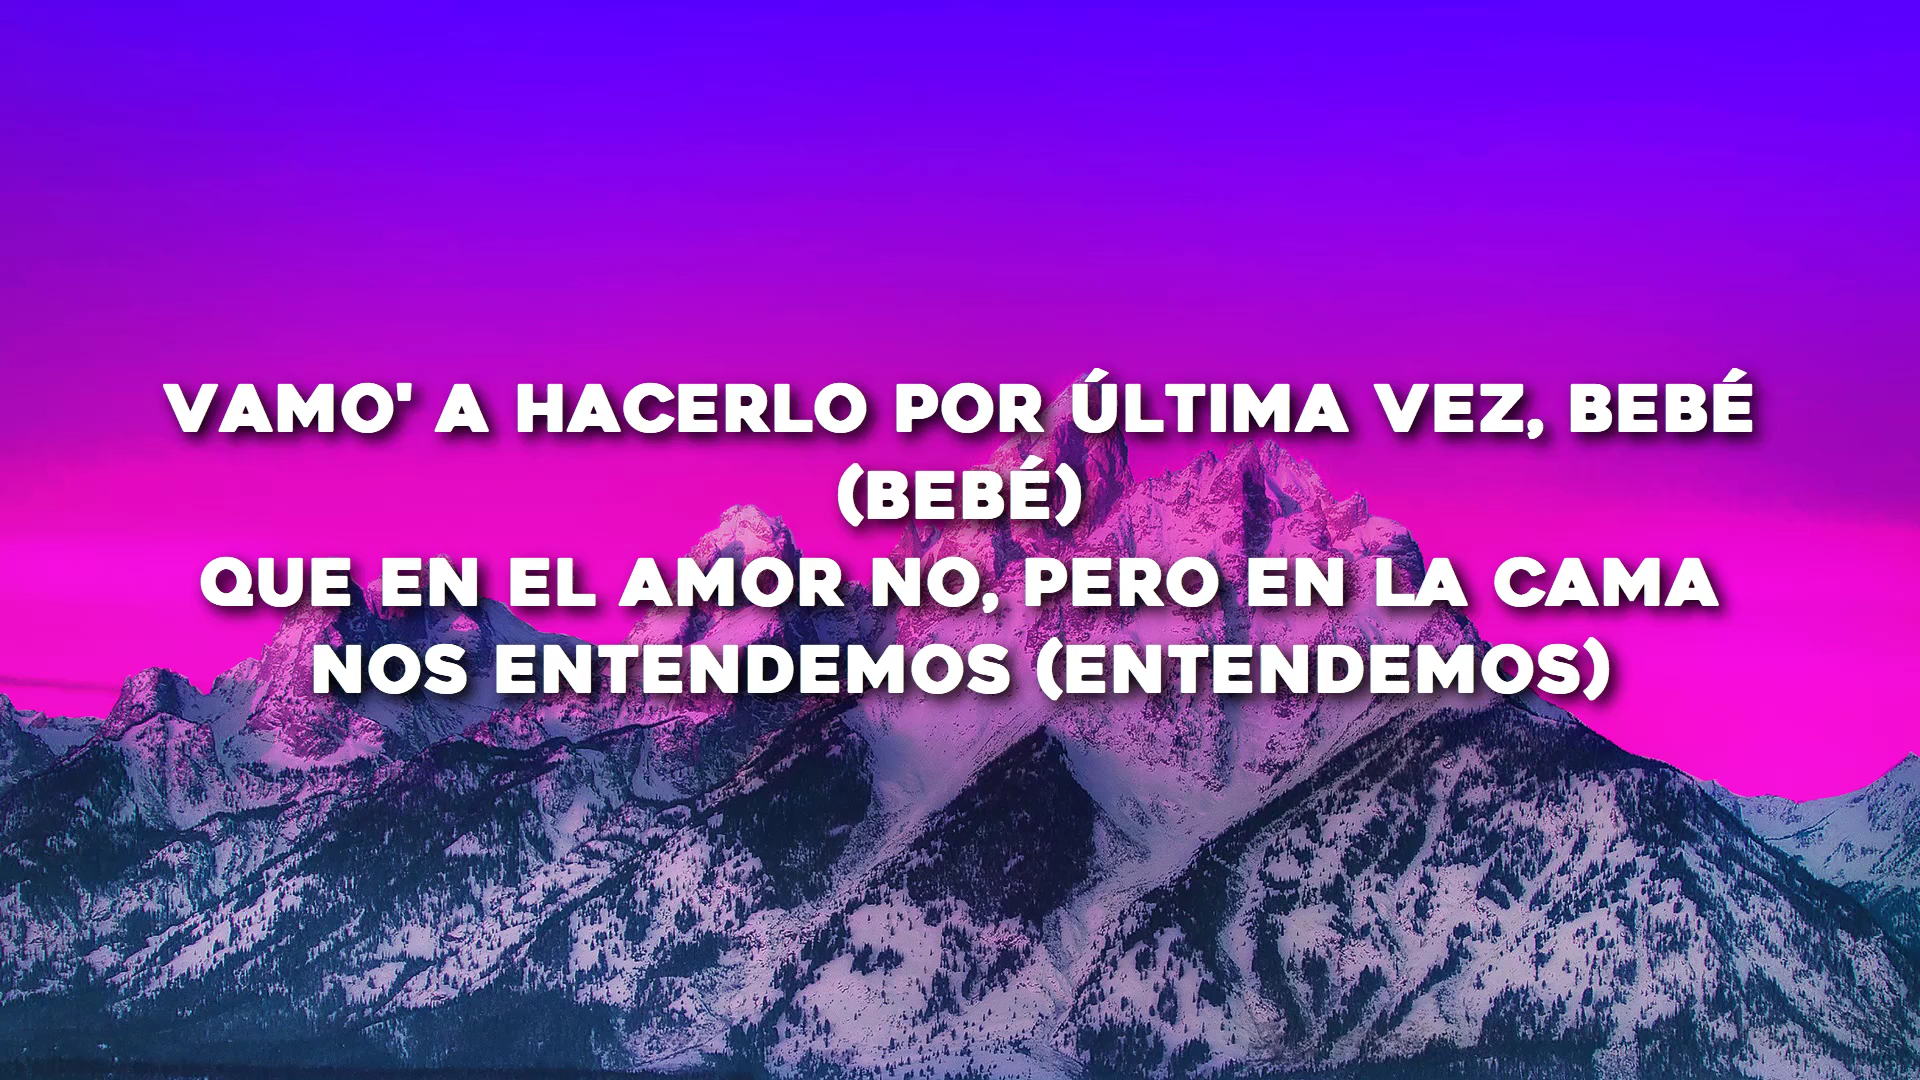 VAMO' A HACERLO POR ÚLTIMA VEZ, BEBÉ
(BEBÉ)
QUE EN EL AMOR NO, PERO EN LA CAMA
NOS ENTENDEMOS (ENTENDEMOS)